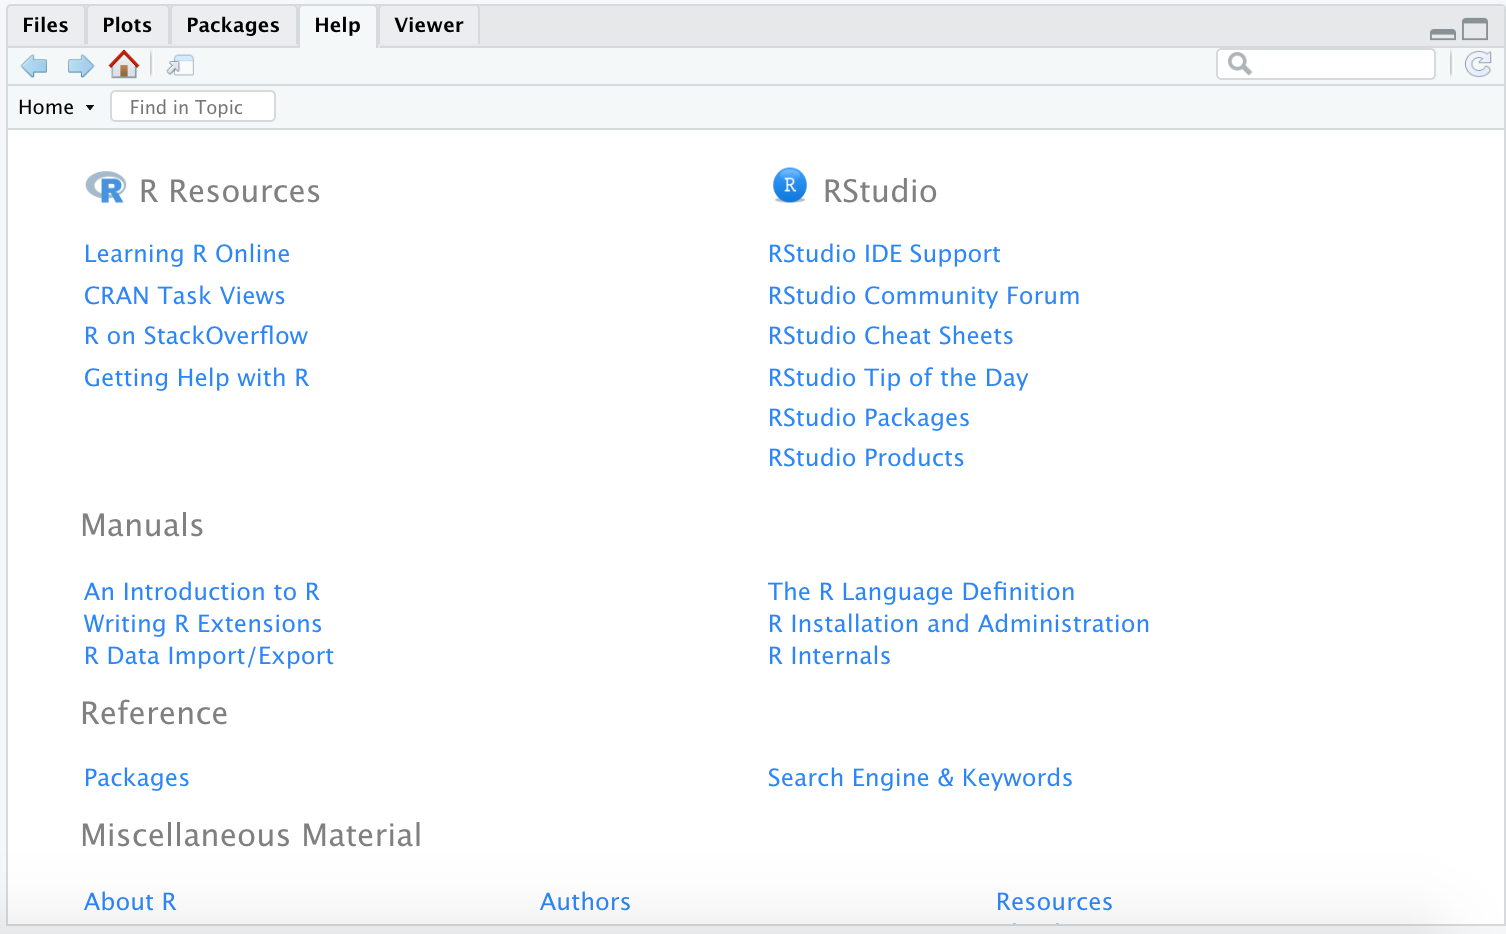 Files Plots Packages Help Viewer
Home Find in Topic
R Resources
Learning R Online
CRAN Task Views
R on StackOverflow
Getting Help with R
R RStudio
RStudio IDE Support
RStudio Community Forum
RStudio Cheat Sheets
RStudio Tip of the Day
RStudio Packages
RStudio Products
Manuals
An Introduction to R
Writing R Extensions
R Data Import/Export
The R Language Definition
R Installation and Administration
R Internals
Reference
Packages
Search Engine & Keywords
Miscellaneous Material
About R
Authors
Resources